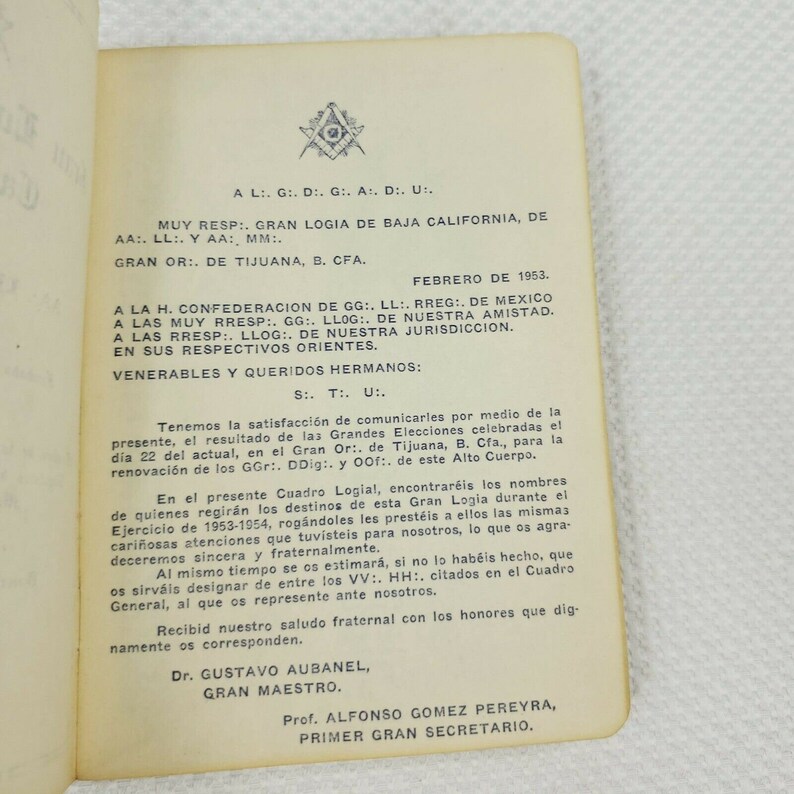 A L:. G:. D:. G:. A:. D:. U:.
MUY RESP:. GRAN LOGIA DE BAJA CALIFORNIA, DE
AA:. LL:. Y AA:. MM:.
GRAN OR:. DE TIJUANA, B. CFA.
FEBRERO DE 1953.
A LA H. CONFEDERACION DE GG:. LL:. RREG:. DE MEXICO
A LAS MUY RRESP:. GG:. LLOG:. DE NUESTRA AMISTAD.
A LAS RRESP:. LLOG:. DE NUESTRA JURISDICCION.
EN SUS RESPECTIVOS ORIENTES.
VENERABLES Y QUERIDOS HERMANOS:
S:. T:. U:.
Tenemos la satisfacción de comunicarles por medio de la
presente, el resultado de las Grandes Elecciones celebradas el
día 22 del actual, en el Gran Or:. de Tijuana, B. Cfa., para la
renovación de los GGr:. DDig:. y OOf:. de este Alto Cuerpo.
En el presente Cuadro Logial, encontraréis los nombres
de quienes regirán los destinos de esta Gran Logia durante el
Ejercicio de 1953-1954, rogándoles les prestéis a ellos las mismas
cariñosas atenciones que tuvísteis para nosotros, lo que os agra-
deceremos sincera y fraternalmente.
Al mismo tiempo se os estimará, si no lo habéis hecho, que
os sirváis designar de entre los VV:. HH:. citados en el Cuadro
General, al que os represente ante nosotros.
Recibid nuestro saludo fraternal con los honores que dig-
namente os corresponden.
Dr. GUSTAVO AUBANEL,
GRAN MAESTRO.
Prof. ALFONSO GOMEZ PEREYRA,
PRIMER GRAN SECRETARIO.